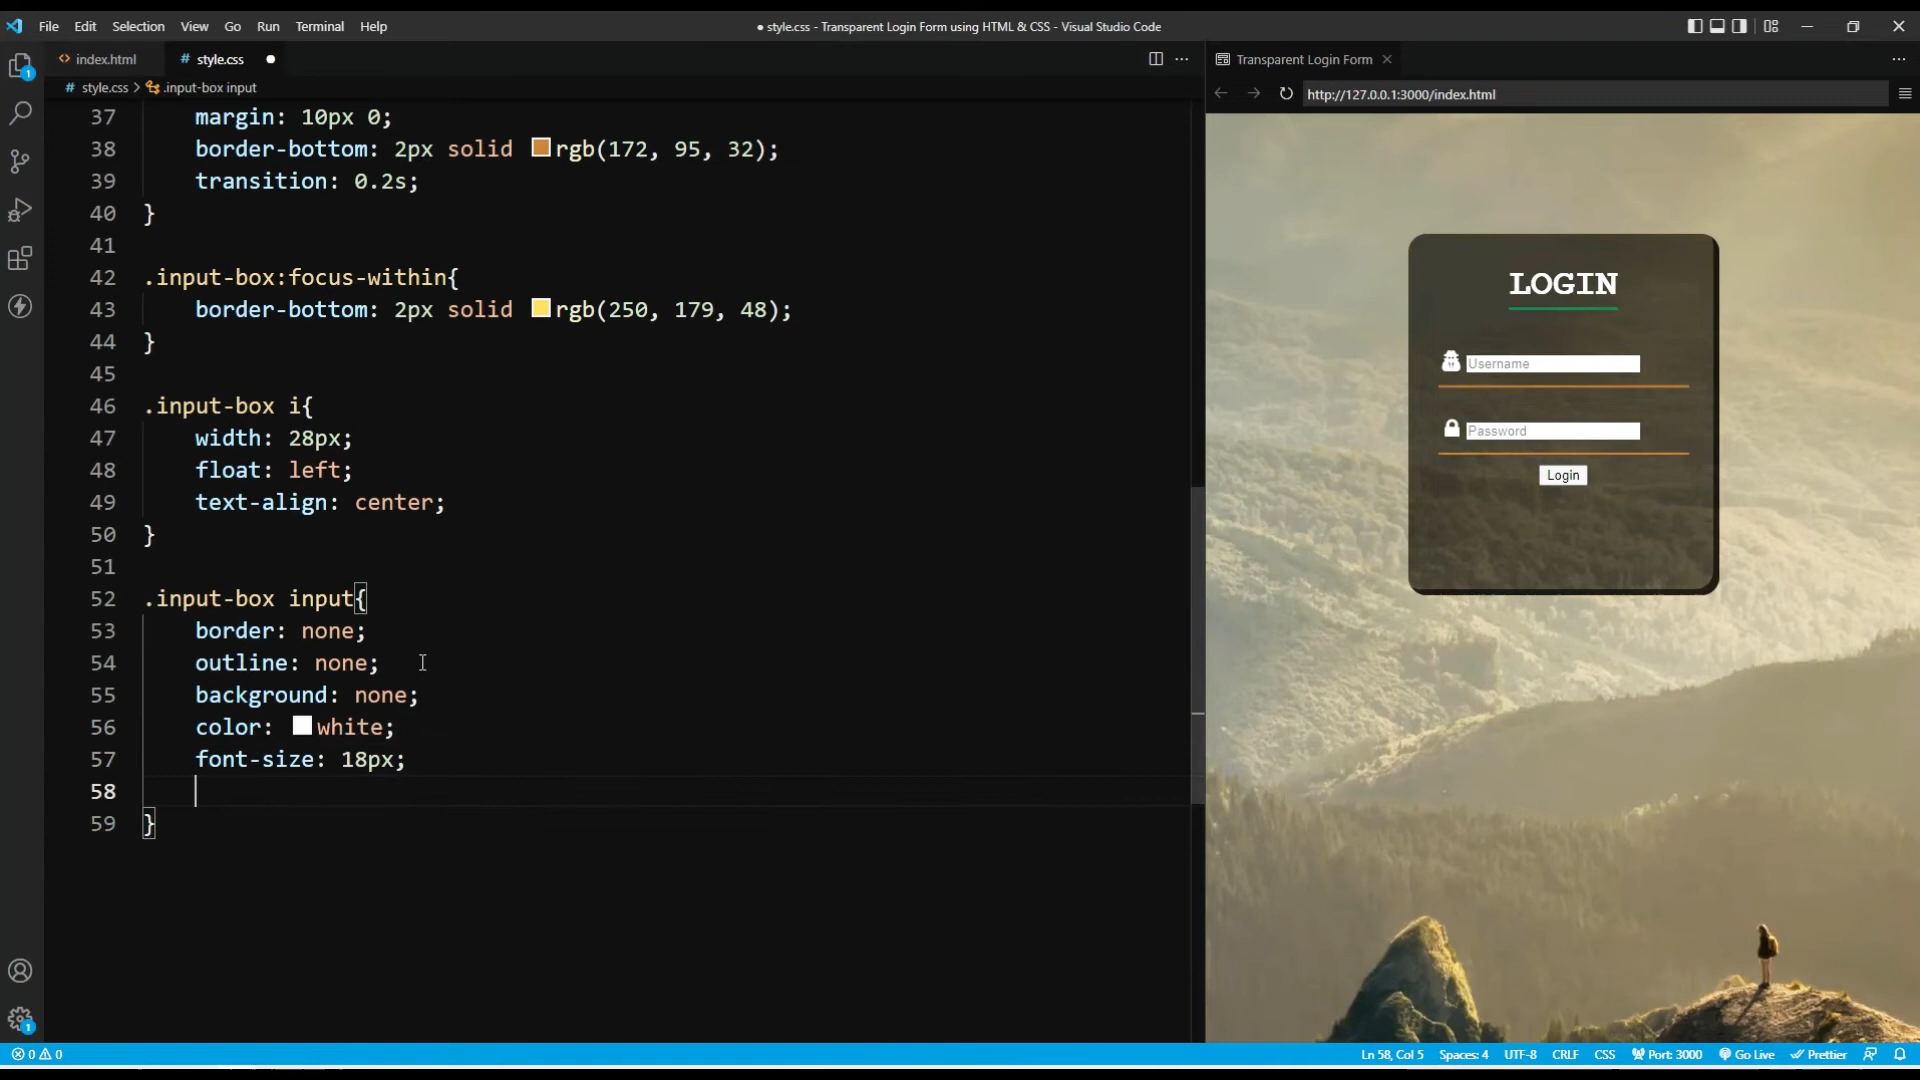 File Edit Selection View Go Run Terminal Help
● style.css - Transparent Login Form using HTML & CSS - Visual Studio Code
index.html
# style.css ●
# style.css > .input-box input
37 margin: 10px 0;
38 border-bottom: 2px solid rgb(172, 95, 32);
39 transition: 0.2s;
40 }
41
42 .input-box:focus-within{
43 border-bottom: 2px solid rgb(250, 179, 48);
44 }
45
46 .input-box i{
47 width: 28px;
48 float: left;
49 text-align: center;
50 }
51
52 .input-box input{
53 border: none;
54 outline: none;
55 background: none;
56 color: white;
57 font-size: 18px;
58
59 }
1
1
Transparent Login Form
http://127.0.0.1:3000/index.html
LOGIN
Username
Password
Login
0 0
Ln 58, Col 5 Spaces: 4 UTF-8 CRLF CSS Port: 3000 Go Live Prettier